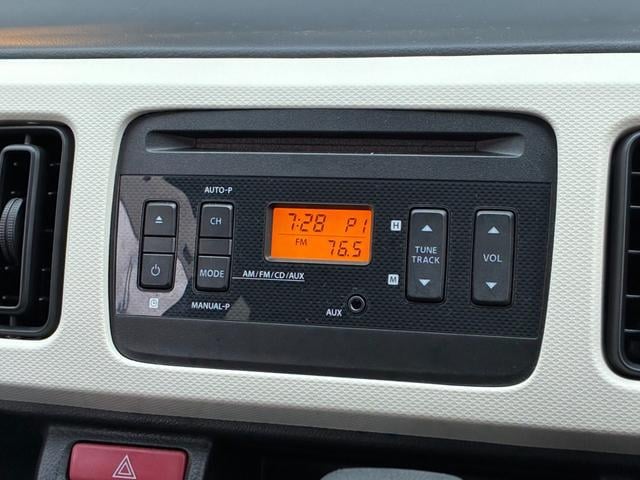 AUTO-P
CH
MODE
AM/FM/CD/AUX
MANUAL-P
7:28 P1
FM 76.5
AUX
H
M
TUNE
TRACK
VOL